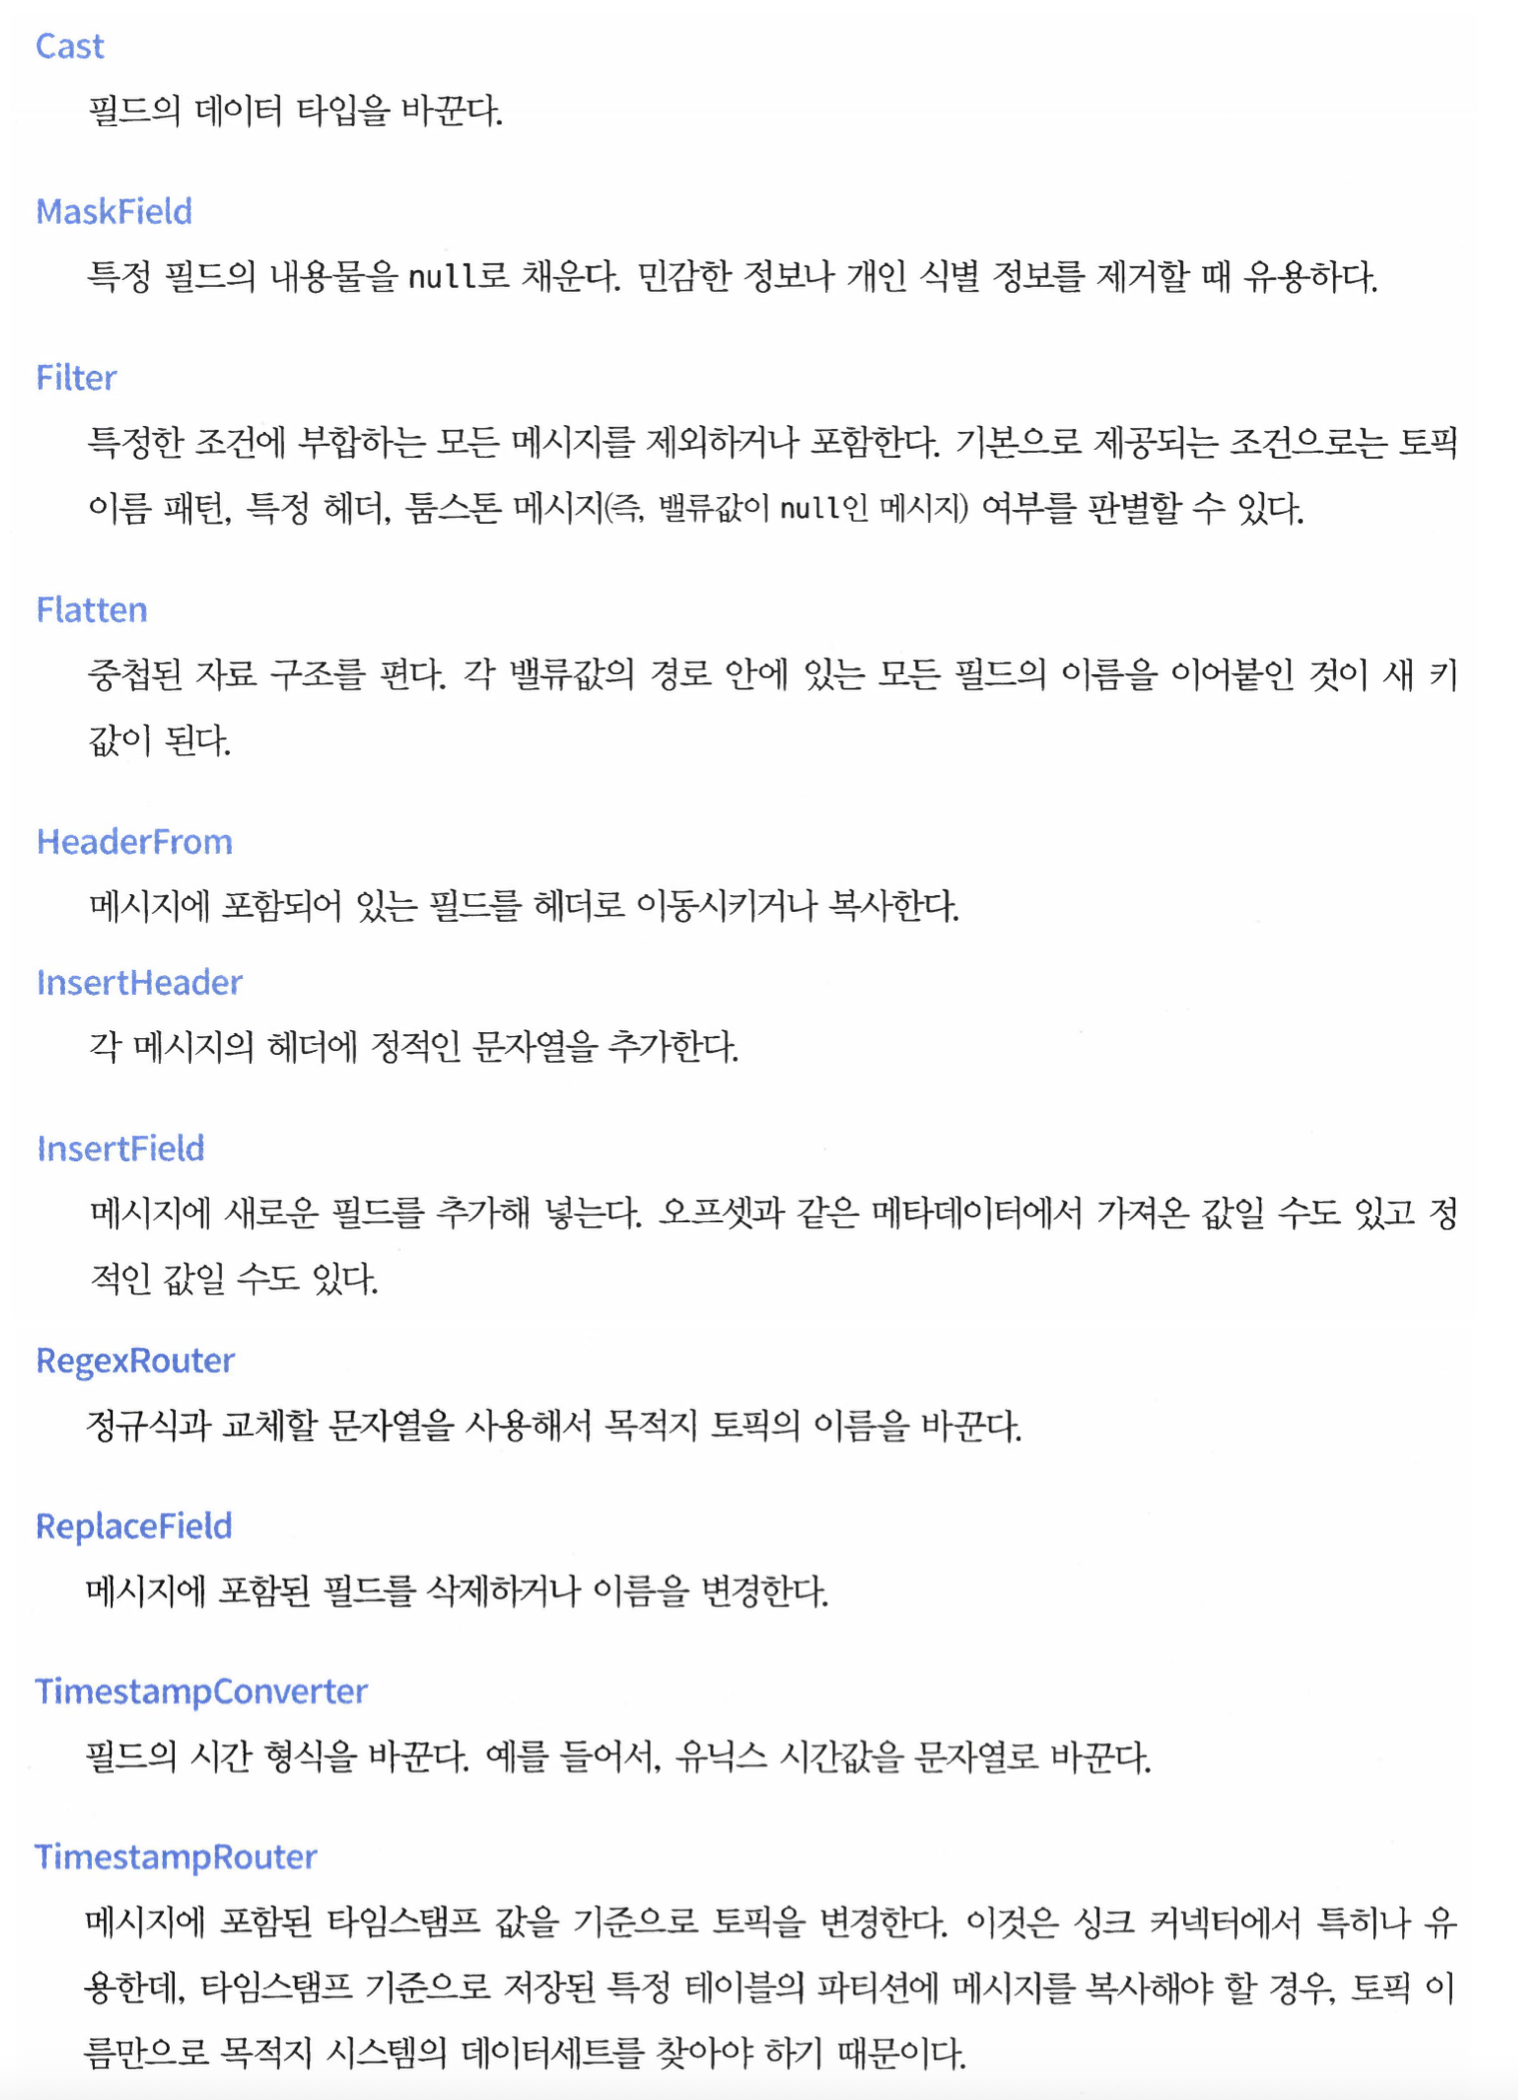 Cast
필드의 데이터 타입을 바꾼다.
MaskField
특정 필드의 내용물을 null로 채운다. 민감한 정보나 개인 식별 정보를 제거할 때 유용하다.
Filter
특정한 조건에 부합하는 모든 메시지를 제외하거나 포함한다. 기본으로 제공되는 조건으로는 토픽
이름 패턴, 특정 헤더, 툼스톤 메시지(즉, 밸류값이 null인 메시지) 여부를 판별할 수 있다.
Flatten
중첩된 자료 구조를 편다. 각 밸류값의 경로 안에 있는 모든 필드의 이름을 이어붙인 것이 새 키
값이 된다.
HeaderFrom
메시지에 포함되어 있는 필드를 헤더로 이동시키거나 복사한다.
InsertHeader
각 메시지의 헤더에 정적인 문자열을 추가한다.
InsertField
메시지에 새로운 필드를 추가해 넣는다. 오프셋과 같은 메타데이터에서 가져온 값일 수도 있고 정
적인 값일 수도 있다.
RegexRouter
정규식과 교체할 문자열을 사용해서 목적지 토픽의 이름을 바꾼다.
ReplaceField
메시지에 포함된 필드를 삭제하거나 이름을 변경한다.
TimestampConverter
필드의 시간 형식을 바꾼다. 예를 들어서, 유닉스 시간값을 문자열로 바꾼다.
TimestampRouter
메시지에 포함된 타임스탬프 값을 기준으로 토픽을 변경한다. 이것은 싱크 커넥터에서 특히나 유
용한데, 타임스탬프 기준으로 저장된 특정 테이블의 파티션에 메시지를 복사해야 할 경우, 토픽 이
름만으로 목적지 시스템의 데이터세트를 찾아야 하기 때문이다.